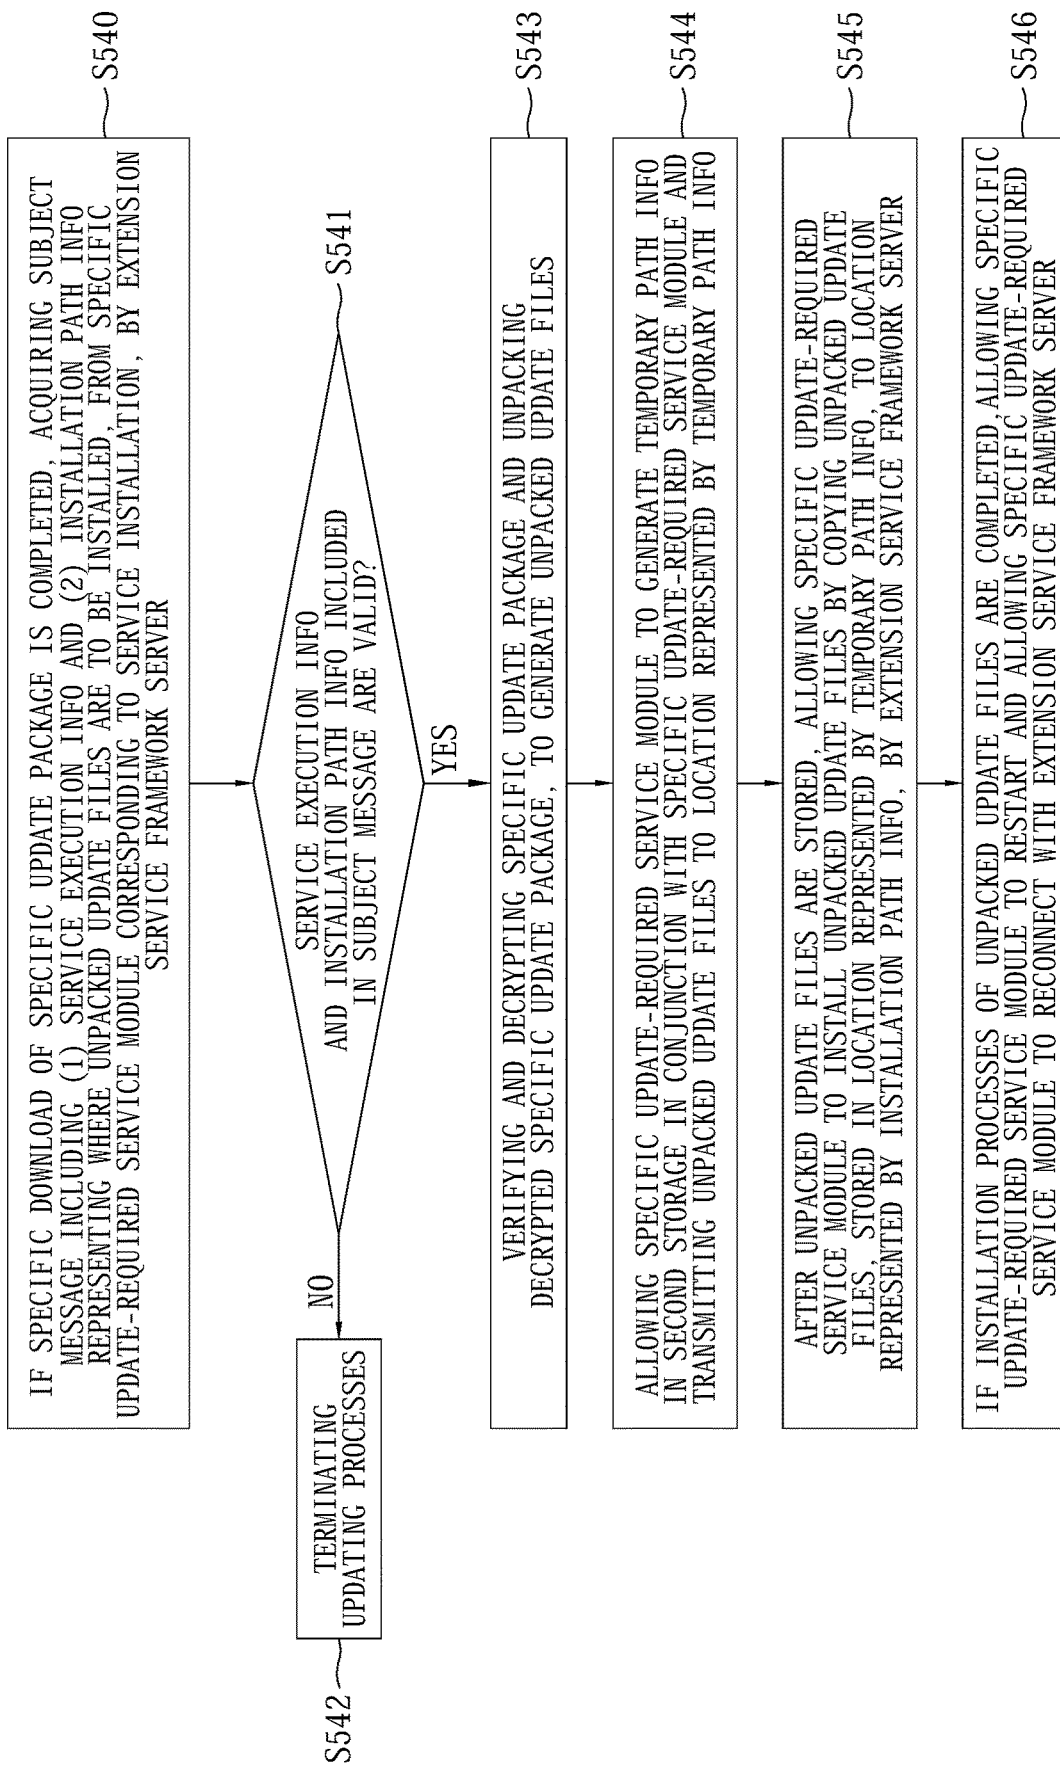 IF SPECIFIC DOWNLOAD OF SPECIFIC UPDATE PACKAGE IS COMPLETED, ACQUIRING SUBJECT
MESSAGE INCLUDING (1) SERVICE EXECUTION INFO AND (2) INSTALLATION PATH INFO
REPRESENTING WHERE UNPACKED UPDATE FILES ARE TO BE INSTALLED, FROM SPECIFIC
UPDATE-REQUIRED SERVICE MODULE CORRESPONDING TO SERVICE INSTALLATION, BY EXTENSION
SERVICE FRAMEWORK SERVER
S540
SERVICE EXECUTION INFO
AND INSTALLATION PATH INFO INCLUDED
IN SUBJECT MESSAGE ARE VALID?
S541
NO
YES
TERMINATING
UPDATING PROCESSES
S542
VERIFYING AND DECRYPTING SPECIFIC UPDATE PACKAGE AND UNPACKING
DECRYPTED SPECIFIC UPDATE PACKAGE, TO GENERATE UNPACKED UPDATE FILES
S543
ALLOWING SPECIFIC UPDATE-REQUIRED SERVICE MODULE TO GENERATE TEMPORARY PATH INFO
IN SECOND STORAGE IN CONJUNCTION WITH SPECIFIC UPDATE-REQUIRED SERVICE MODULE AND
TRANSMITTING UNPACKED UPDATE FILES TO LOCATION REPRESENTED BY TEMPORARY PATH INFO
S544
AFTER UNPACKED UPDATE FILES ARE STORED, ALLOWING SPECIFIC UPDATE-REQUIRED
SERVICE MODULE TO INSTALL UNPACKED UPDATE FILES BY COPYING UNPACKED UPDATE
FILES, STORED IN LOCATION REPRESENTED BY TEMPORARY PATH INFO, TO LOCATION
REPRESENTED BY INSTALLATION PATH INFO, BY EXTENSION SERVICE FRAMEWORK SERVER
S545
IF INSTALLATION PROCESSES OF UNPACKED UPDATE FILES ARE COMPLETED, ALLOWING SPECIFIC
UPDATE-REQUIRED SERVICE MODULE TO RESTART AND ALLOWING SPECIFIC UPDATE-REQUIRED
SERVICE MODULE TO RECONNECT WITH EXTENSION SERVICE FRAMEWORK SERVER
S546